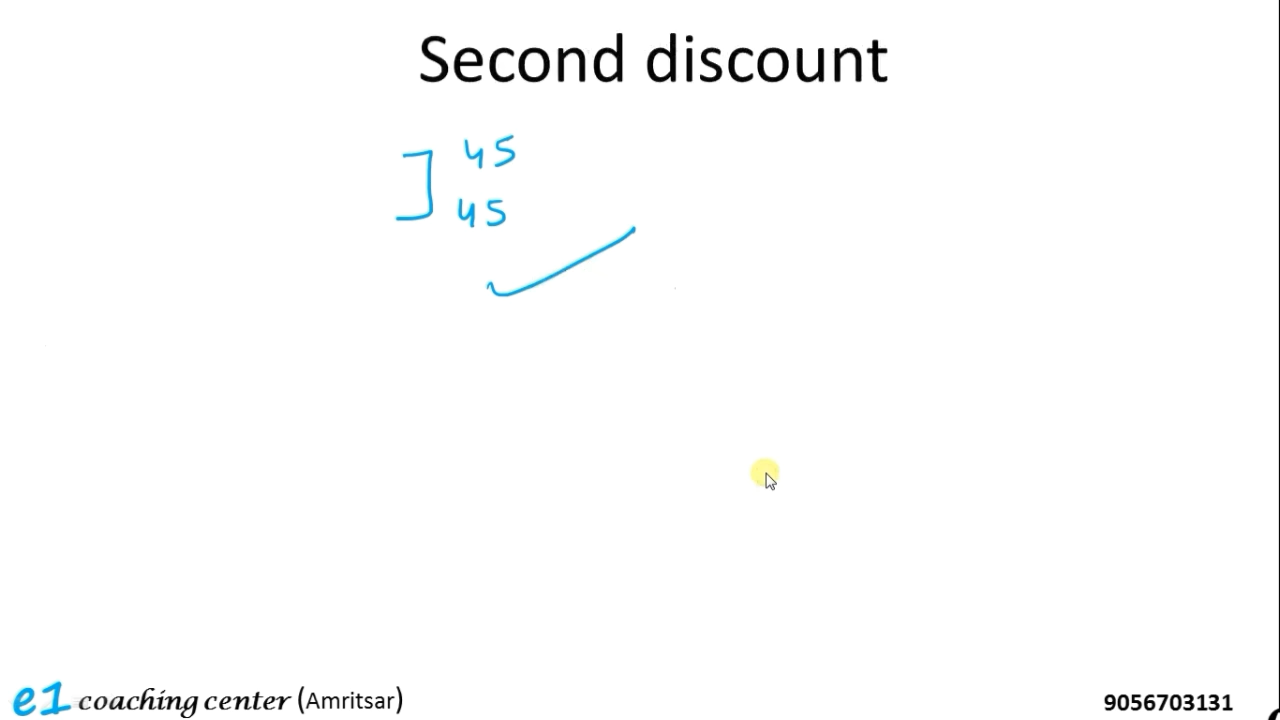 Second discount
45
45
e1 coaching center (Amritsar)
9056703131